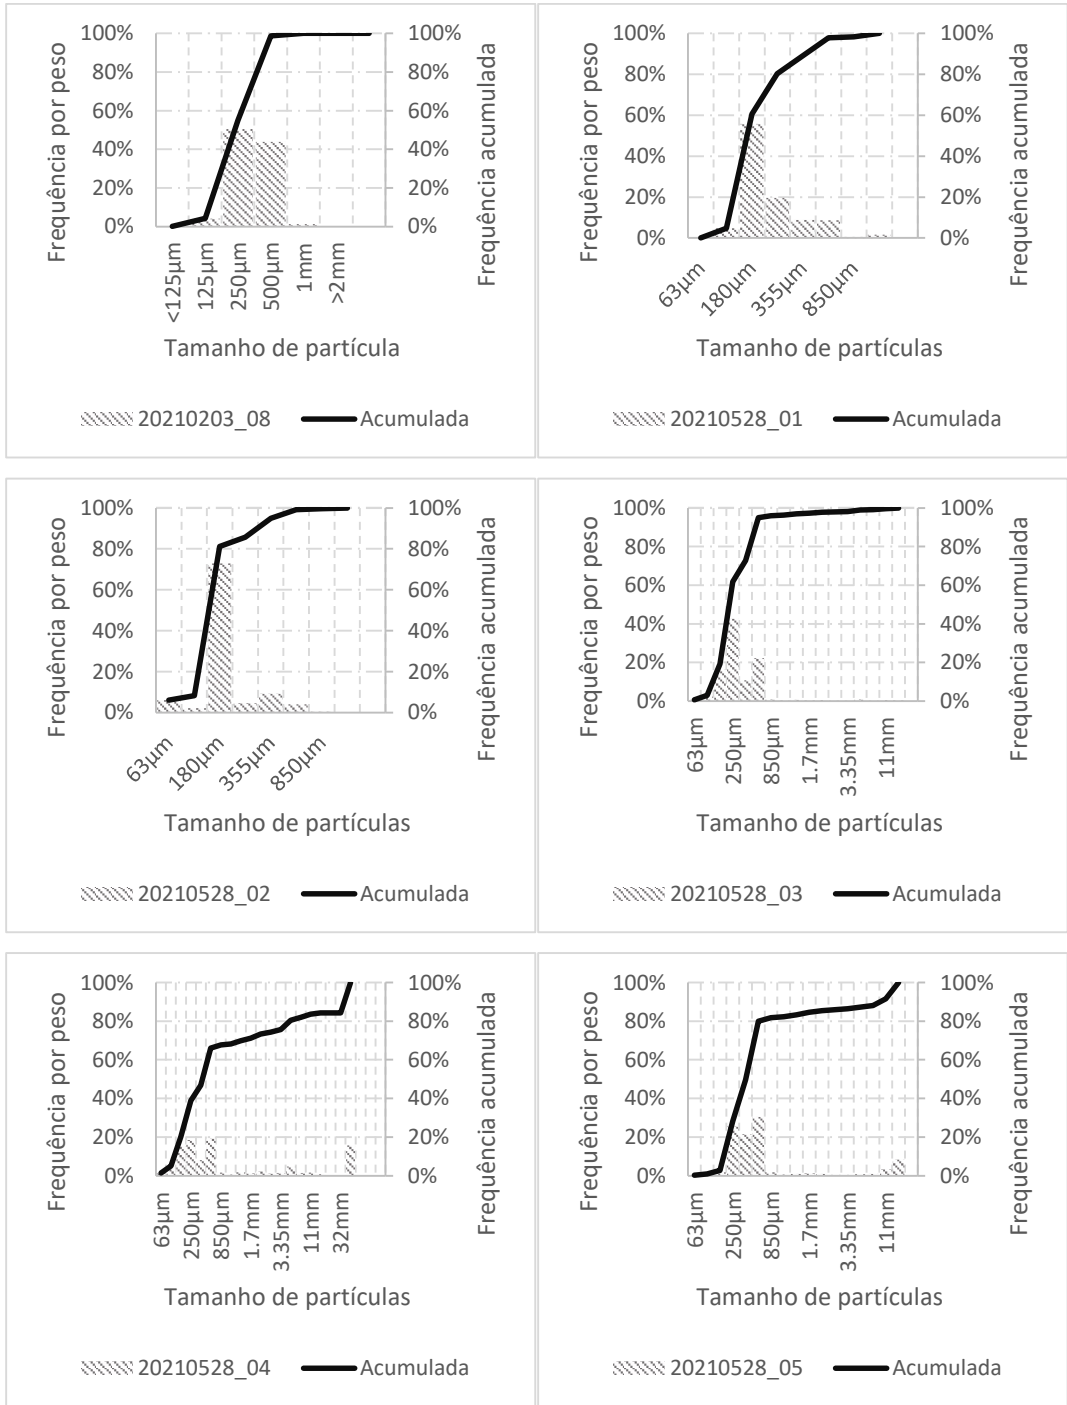 Frequência por peso
100%
80%
60%
40%
20%
0%
100%
80%
60%
40%
20%
0%
Frequência acumulada
<125µm
125µm
250µm
500µm
1mm
>2mm
Tamanho de partícula
20210203_08 Acumulada
Frequência por peso
100%
80%
60%
40%
20%
0%
100%
80%
60%
40%
20%
0%
Frequência acumulada
63µm
180µm
355µm
850µm
Tamanho de partículas
20210528_01 Acumulada
Frequência por peso
100%
80%
60%
40%
20%
0%
100%
80%
60%
40%
20%
0%
Frequência acumulada
63µm
180µm
355µm
850µm
Tamanho de partículas
20210528_02 Acumulada
Frequência por peso
100%
80%
60%
40%
20%
0%
100%
80%
60%
40%
20%
0%
Frequência acumulada
63µm
250µm
850µm
1.7mm
3.35mm
11mm
Tamanho de partículas
20210528_03 Acumulada
Frequência por peso
100%
80%
60%
40%
20%
0%
100%
80%
60%
40%
20%
0%
Frequência acumulada
63µm
250µm
850µm
1.7mm
3.35mm
11mm
32mm
Tamanho de partículas
20210528_04 Acumulada
Frequência por peso
100%
80%
60%
40%
20%
0%
100%
80%
60%
40%
20%
0%
Frequência acumulada
63µm
250µm
850µm
1.7mm
3.35mm
11mm
Tamanho de partículas
20210528_05 Acumulada